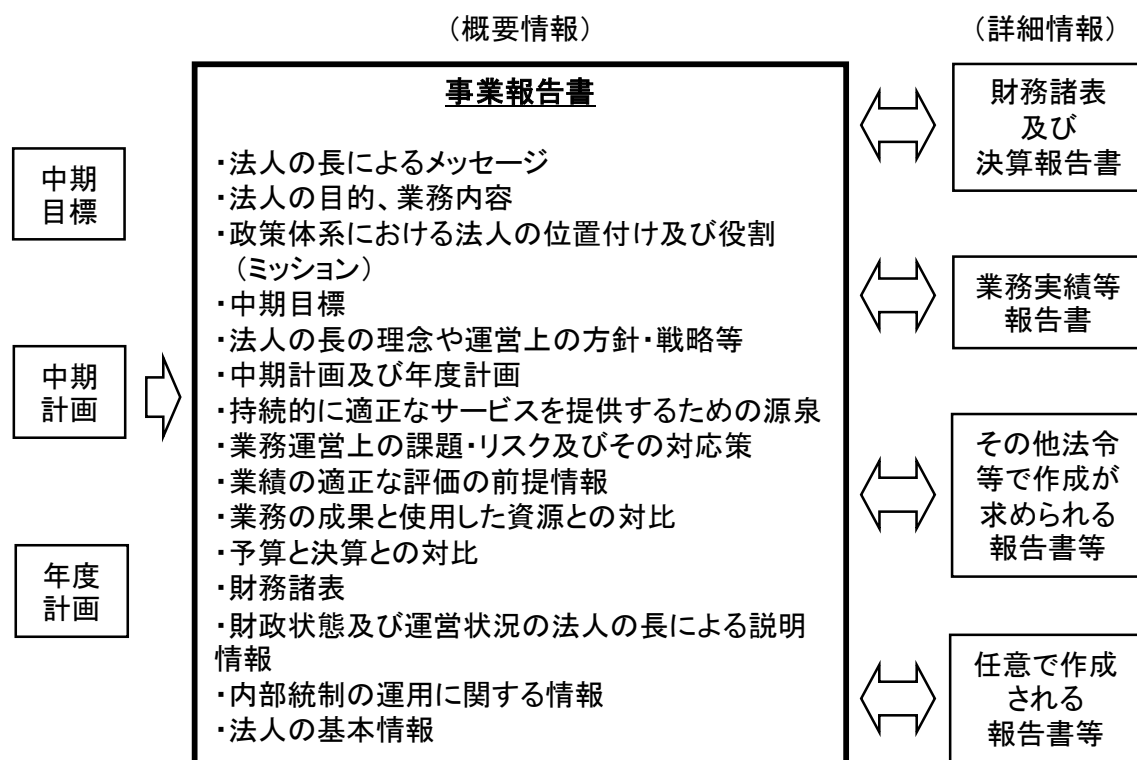 （概要情報）
（詳細情報）
中期
目標
中期
計画
年度
計画
事業報告書
・法人の長によるメッセージ
・法人の目的、業務内容
・政策体系における法人の位置付け及び役割
（ミッション）
・中期目標
・法人の長の理念や運営上の方針・戦略等
・中期計画及び年度計画
・持続的に適正なサービスを提供するための源泉
・業務運営上の課題・リスク及びその対応策
・業績の適正な評価の前提情報
・業務の成果と使用した資源との対比
・予算と決算との対比
・財務諸表
・財政状態及び運営状況の法人の長による説明
情報
・内部統制の運用に関する情報
・法人の基本情報
財務諸表
及び
決算報告書
業務実績等
報告書
その他法令
等で作成が
求められる
報告書等
任意で作成
される
報告書等